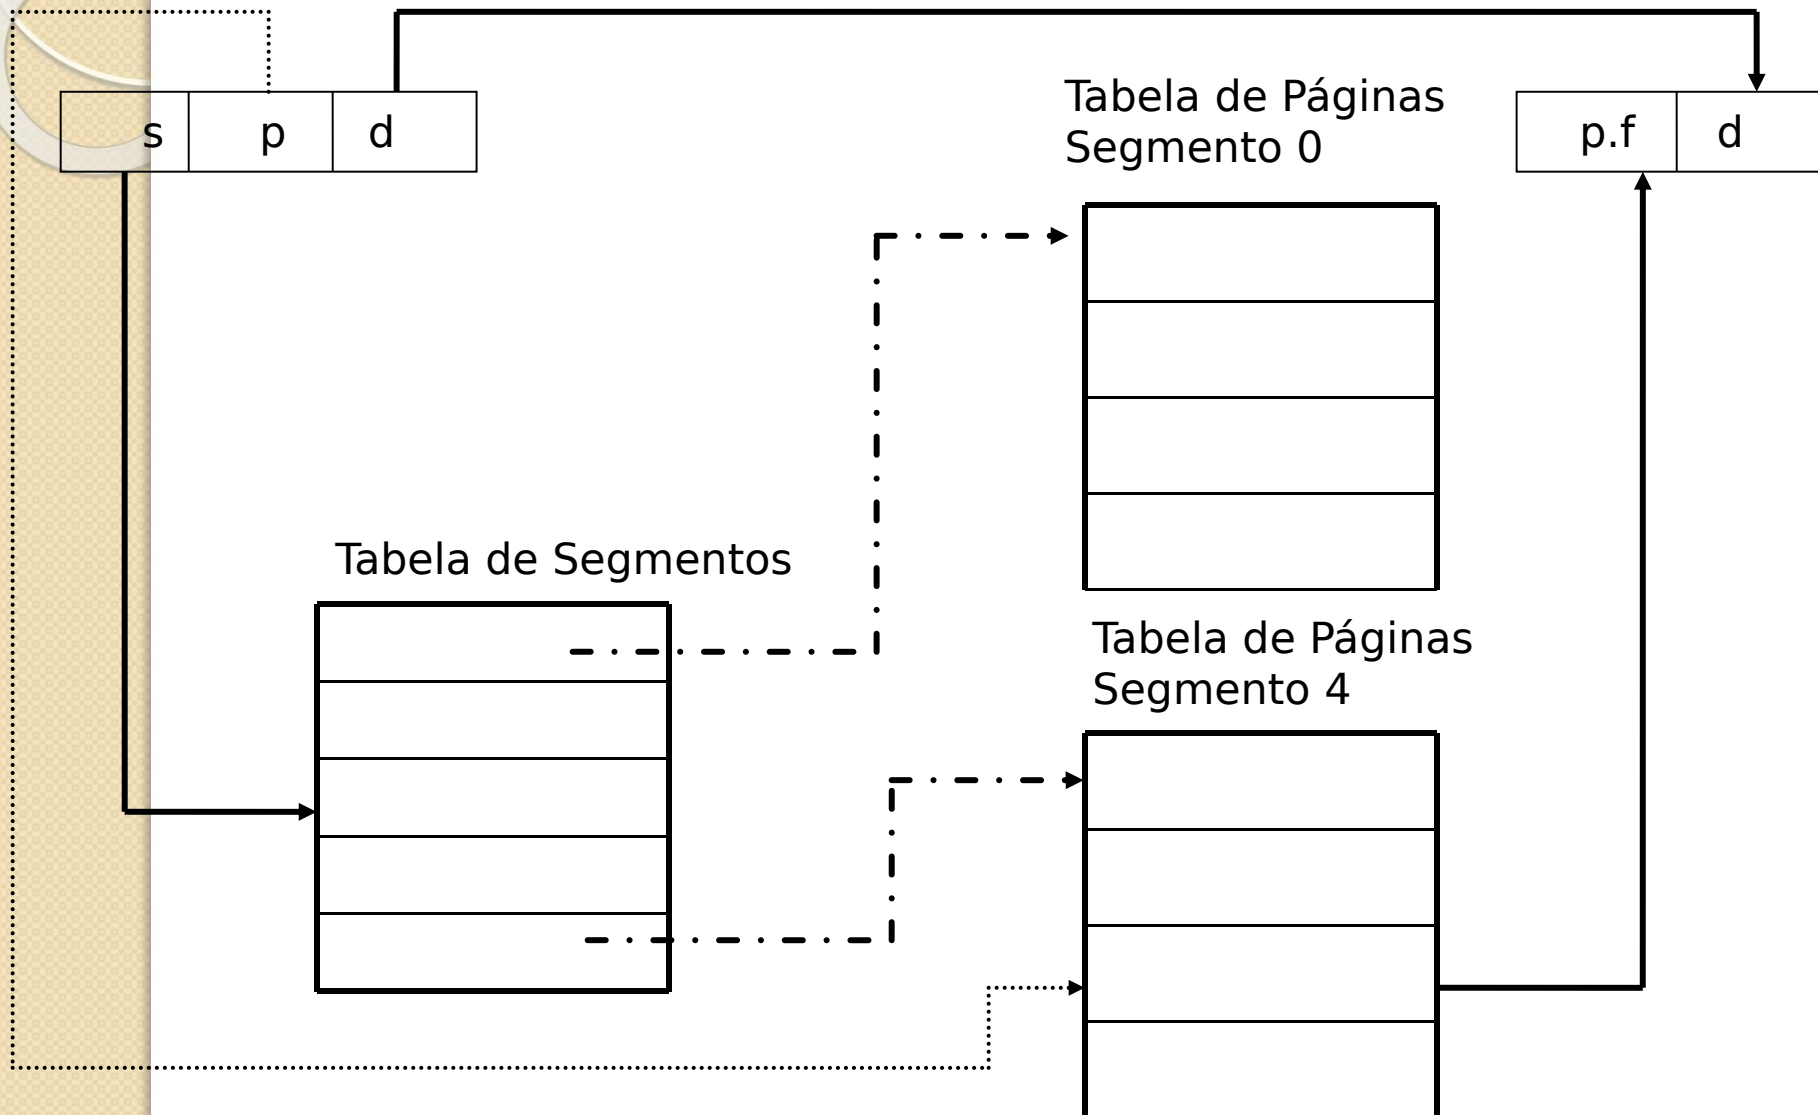 s p d
Tabela de Páginas
Segmento 0
p.f d
Tabela de Segmentos
Tabela de Páginas
Segmento 4